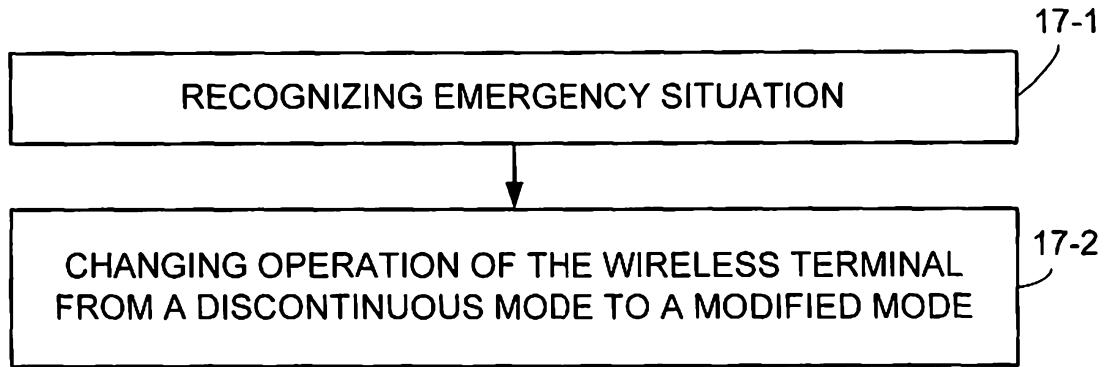 17-1
RECOGNIZING EMERGENCY SITUATION
17-2
CHANGING OPERATION OF THE WIRELESS TERMINAL
FROM A DISCONTINUOUS MODE TO A MODIFIED MODE